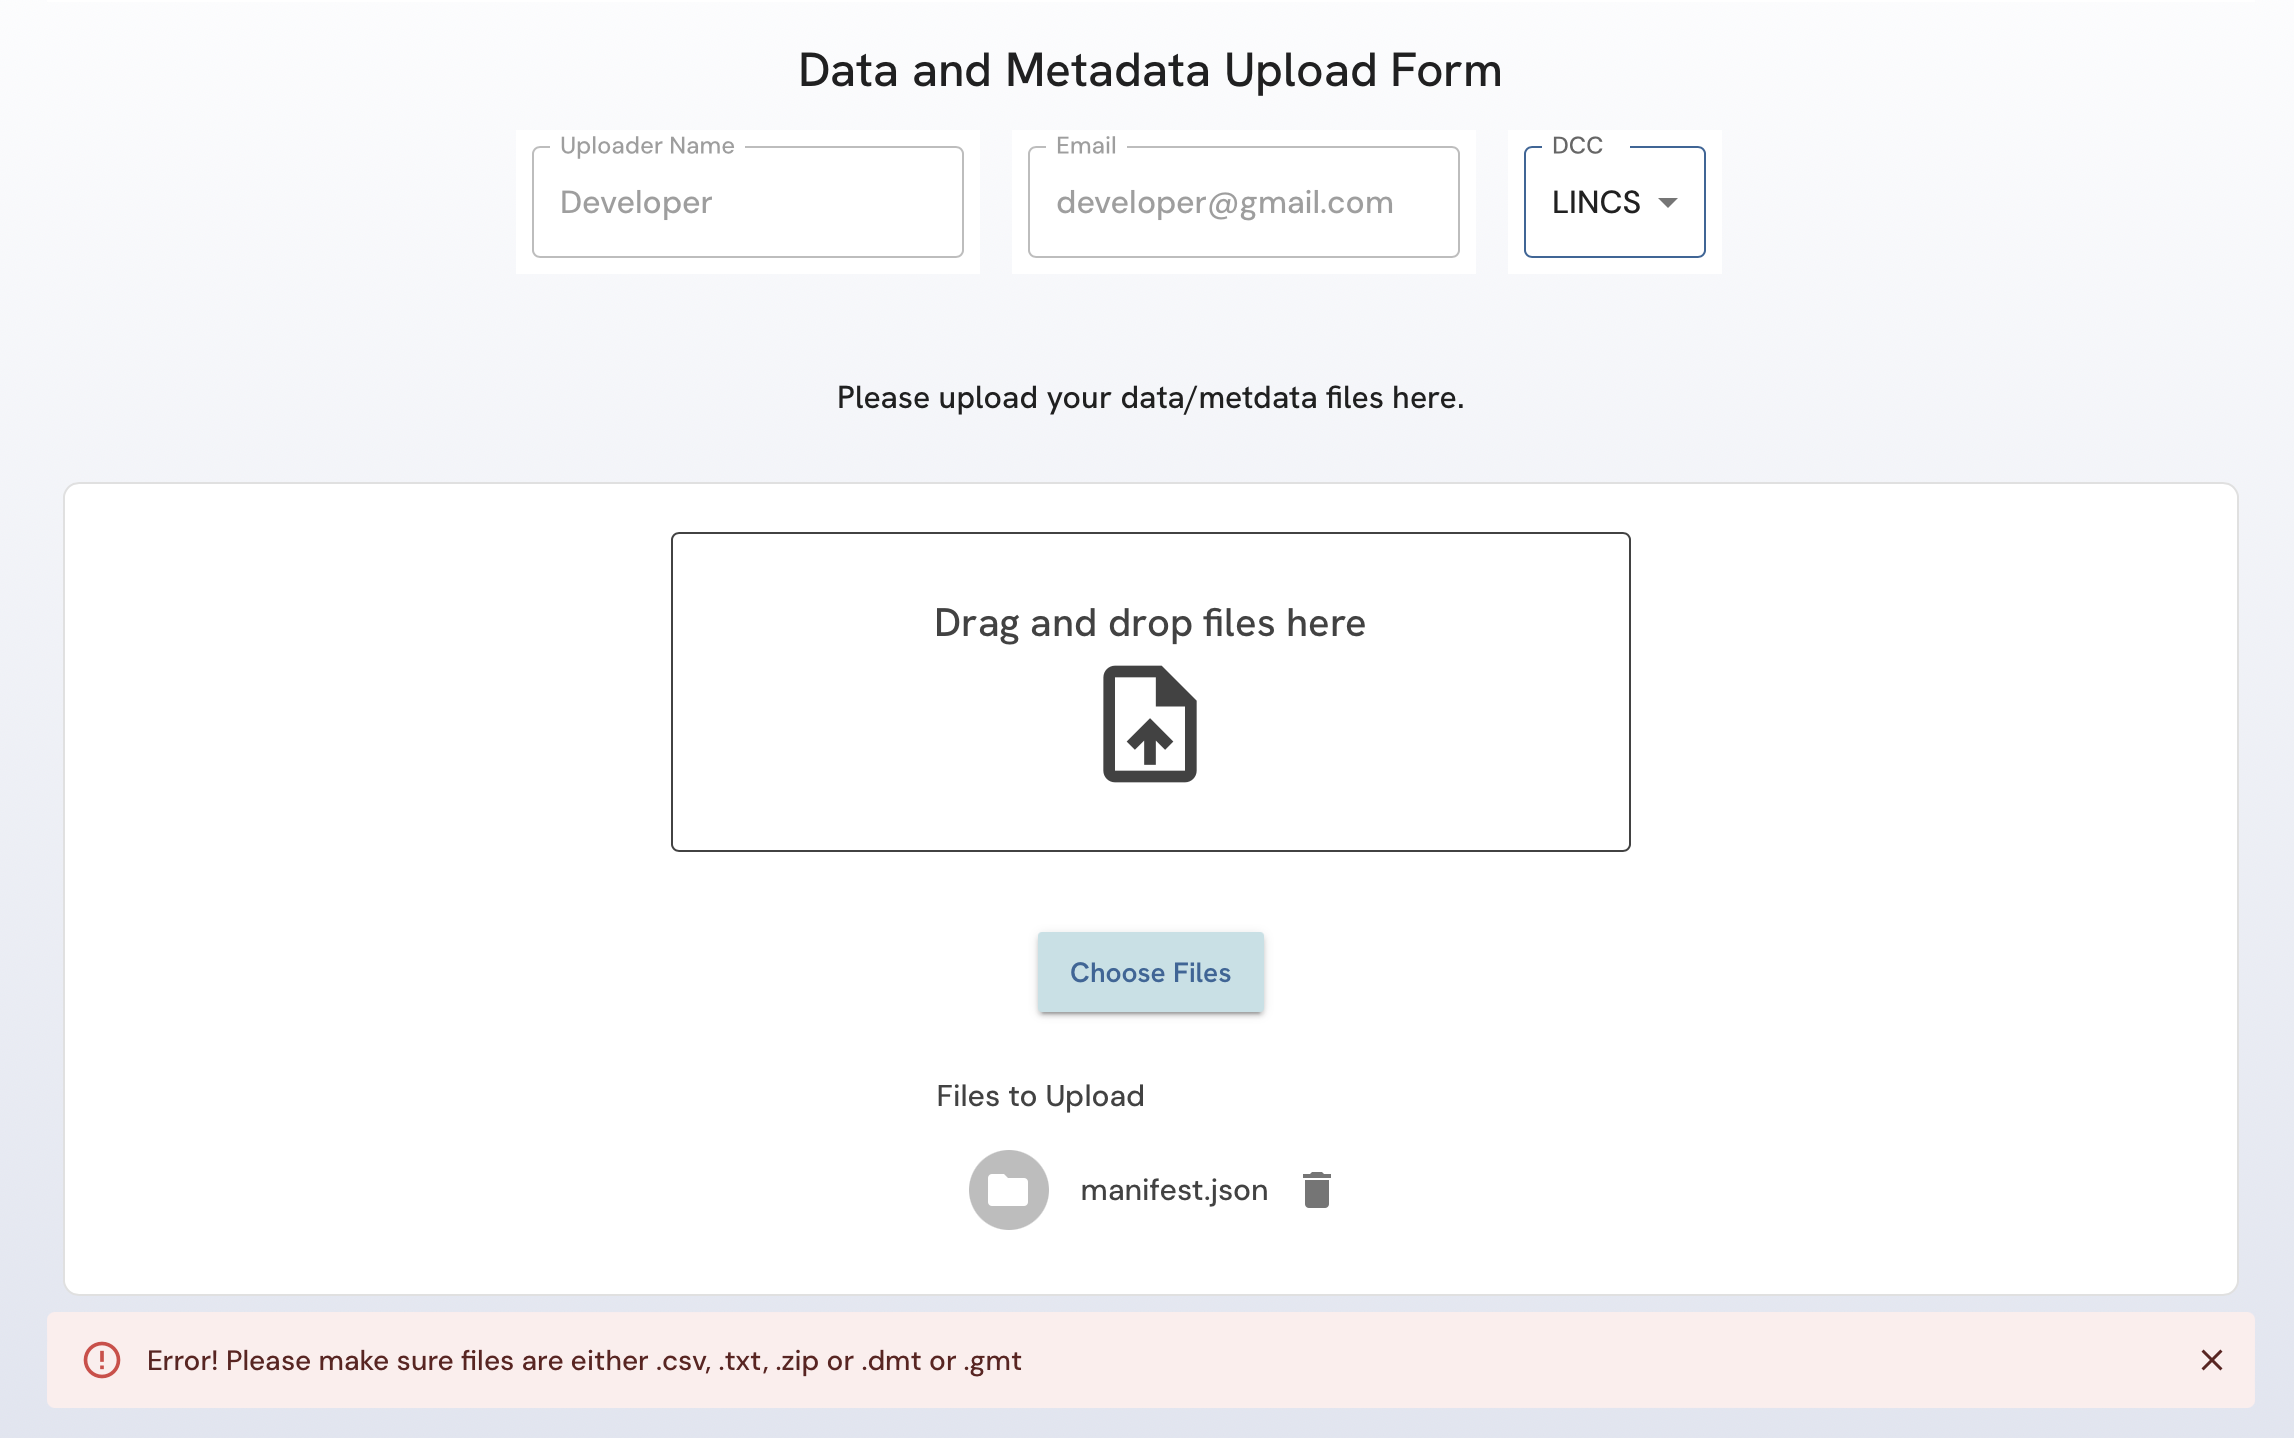 Data and Metadata Upload Form
Uploader Name
Developer
Email
developer@gmail.com
DCC
LINCS
Please upload your data/metdata files here.
Drag and drop files here
Choose Files
Files to Upload
manifest.json
Error! Please make sure files are either .csv, .txt, .zip or .dmt or .gmt